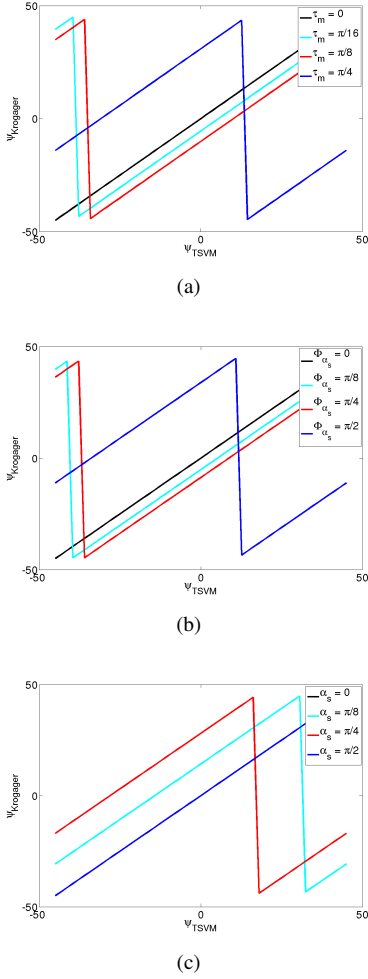 50
0
-50
-50
0
50
ψKrogager
ψTSVM
τm = 0
τm = π/16
τm = π/8
τm = π/4
(a)
50
0
-50
-50
0
50
ψKrogager
ψTSVM
Φαs = 0
Φαs = π/8
Φαs = π/4
Φαs = π/2
(b)
50
0
-50
-50
0
50
ψKrogager
ψTSVM
αs = 0
αs = π/8
αs = π/4
αs = π/2
(c)